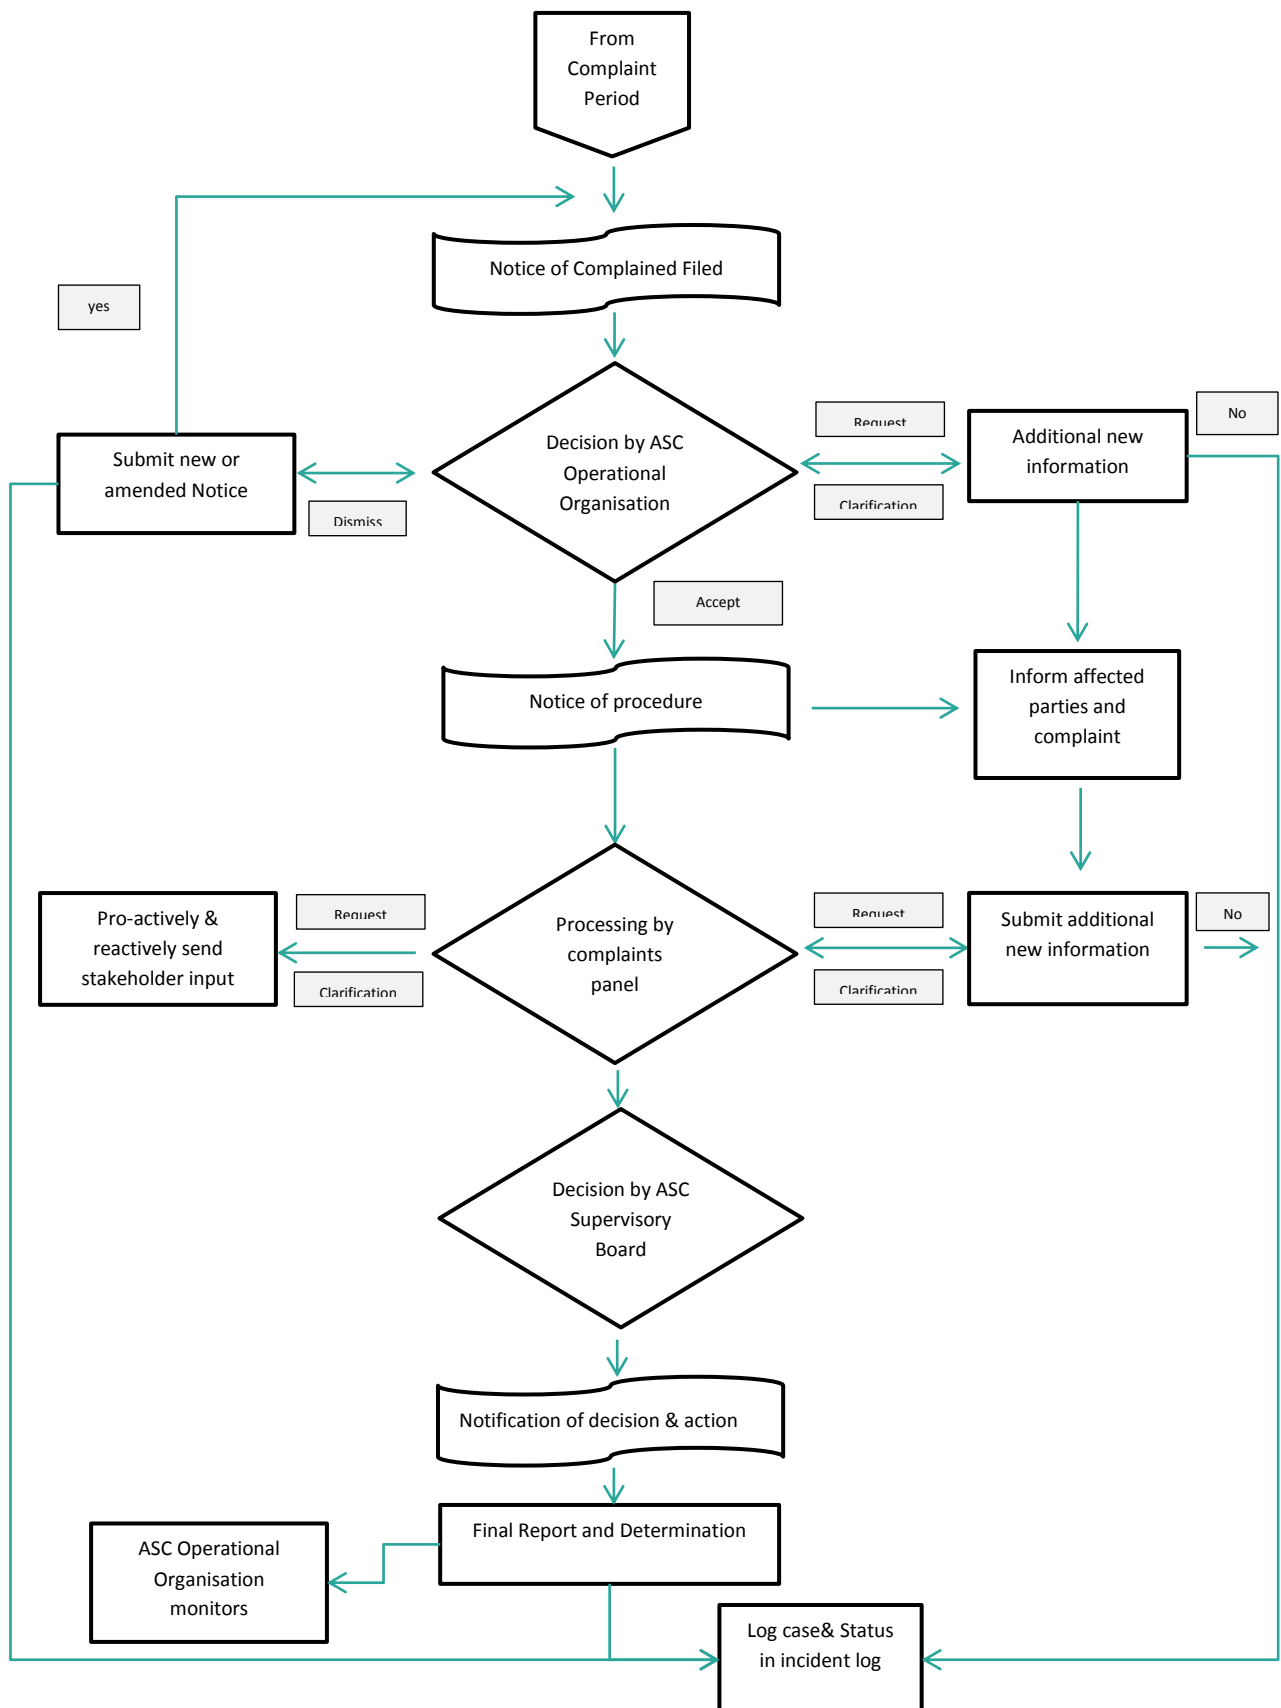 From
Complaint
Period
Notice of Complained Filed
yes
Request
No
Submit new or
amended Notice
Decision by ASC
Operational
Organisation
Additional new
information
Dismiss
Clarification
Accept
Notice of procedure
Inform affected
parties and
complaint
Pro-actively &
reactively send
stakeholder input
Request
Clarification
Processing by
complaints
panel
Request
Clarification
Submit additional
new information
No
Decision by ASC
Supervisory
Board
Notification of decision & action
Final Report and Determination
ASC Operational
Organisation
monitors
Log case& Status
in incident log